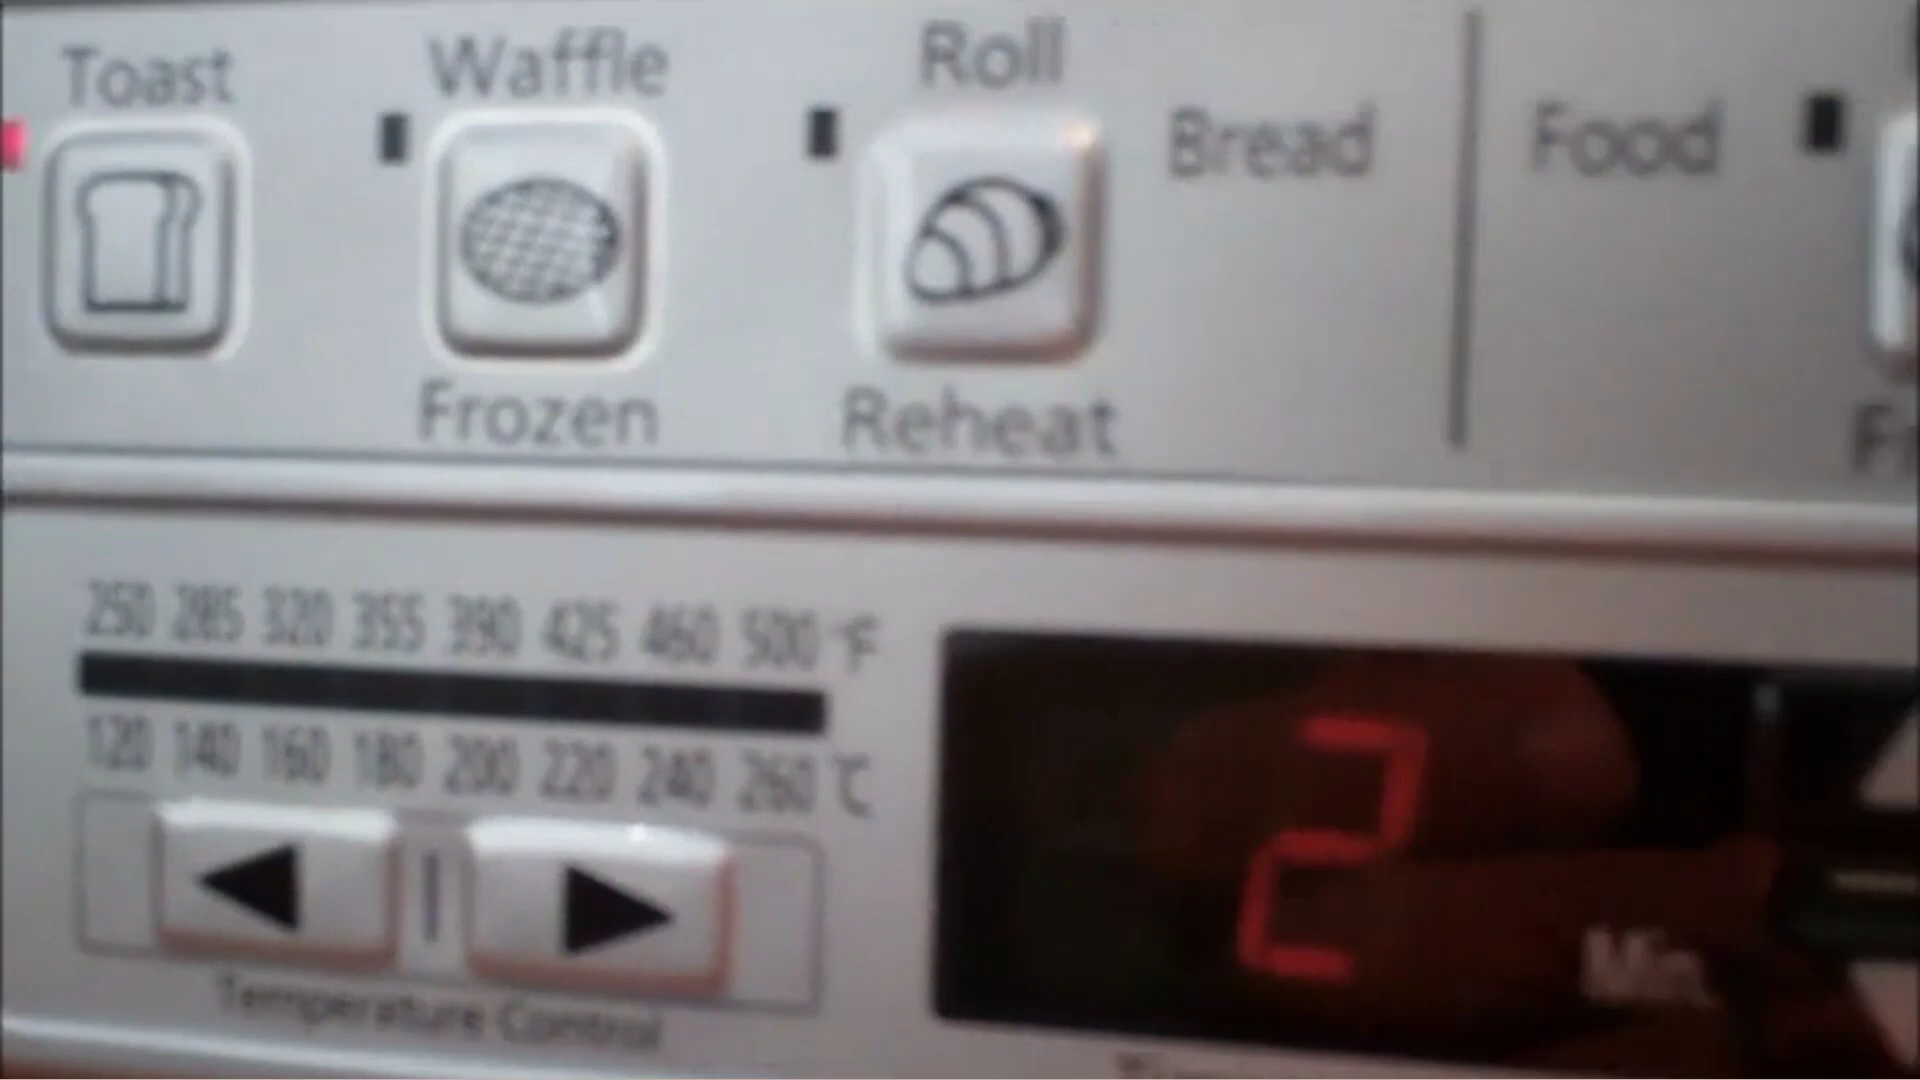 Toast Waffle Roll
Bread Food
Frozen Reheat
250 285 320 355 390 425 460 500 °F
120 140 160 180 200 220 240 260 °C
2
Min.
Temperature Control